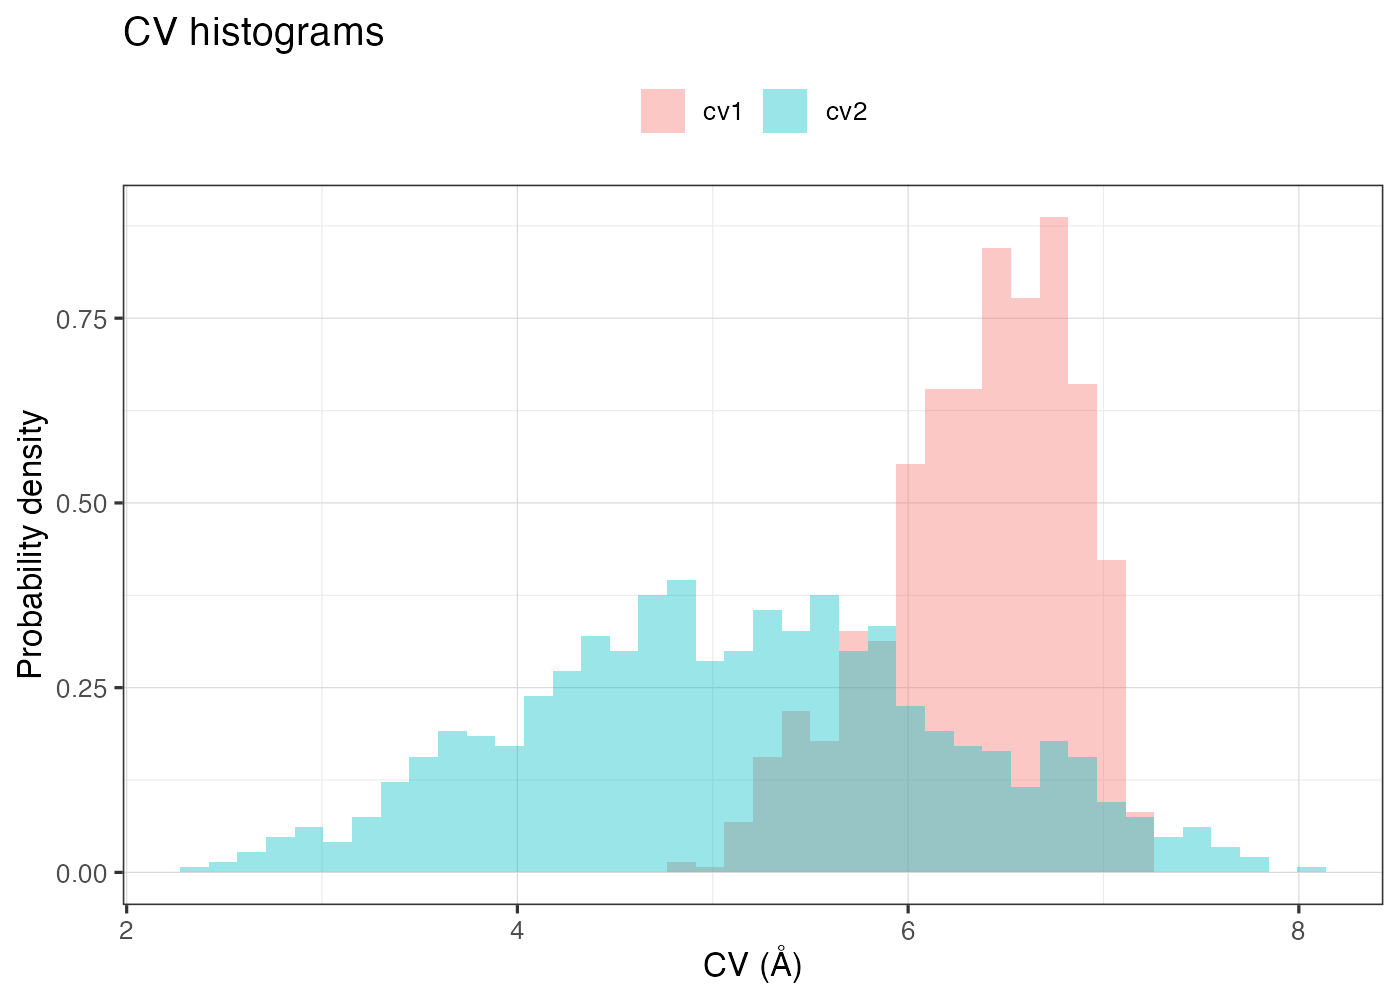 CV histograms
cv1 cv2
Probability density
0.75
0.50
0.25
0.00
2 4 6 8
CV (Å)